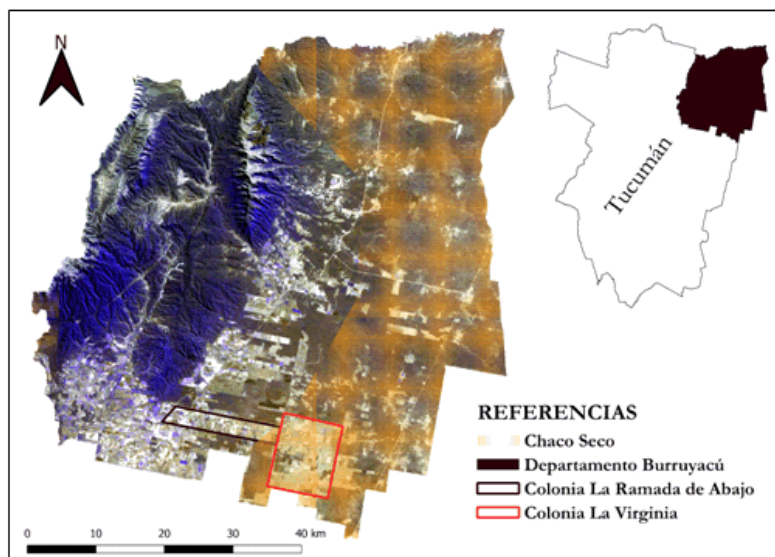 N
Tucumán
REFERENCIAS
Chaco Seco
Departamento Burruyacú
Colonia La Ramada de Abajo
Colonia La Virginia
0 10 20 30 40 km